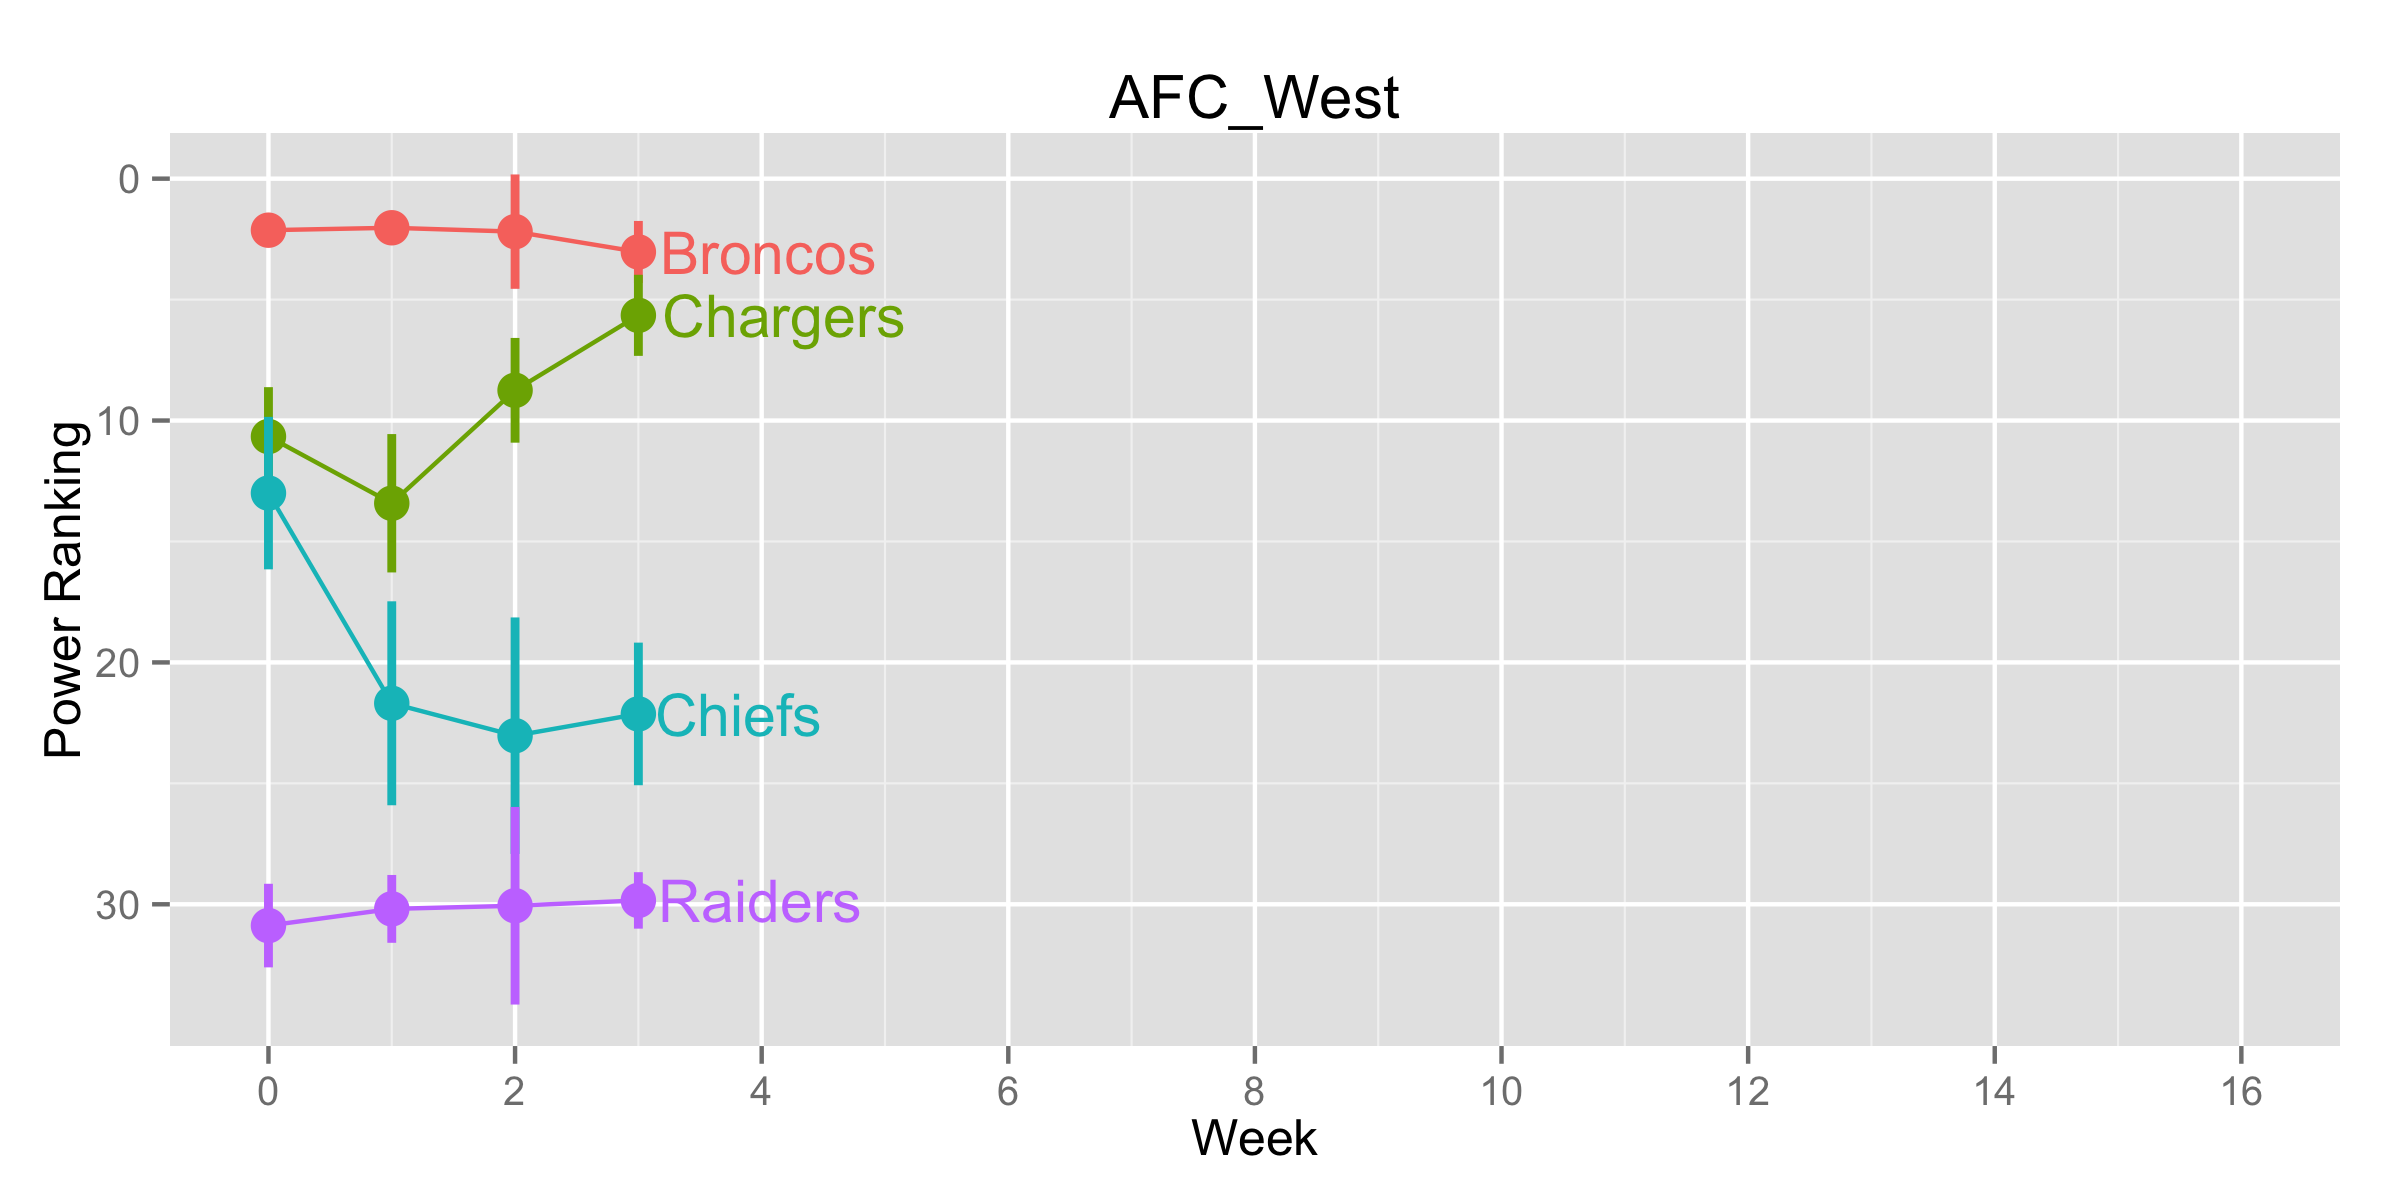 AFC_West
Power Ranking
0
10
20
30
Broncos
Chargers
Chiefs
Raiders
0 2 4 6 8 10 12 14 16
Week